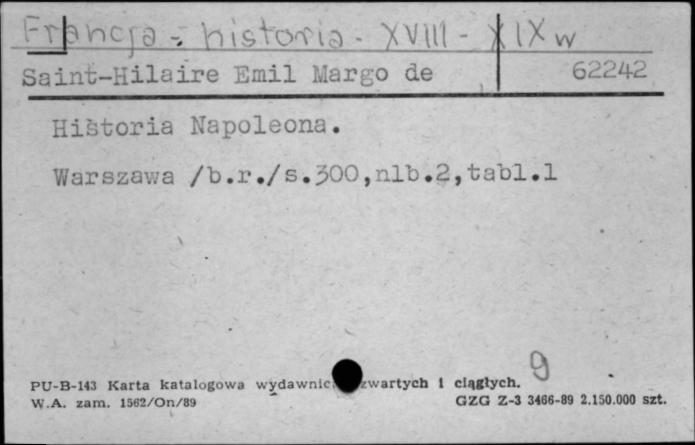 Francja - historia - XVIII - XIX w
Saint-Hilaire Emil Margo de 62242
Historia Napoleona.
Warszawa /b.r./s.300,nlb.2,tabl.1
9
PU-B-143 Karta katalogowa wydawnic zwartych i ciągłych.
W.A. zam. 1562/On/89 GZG Z-3 3466-89 2.150.000 szt.